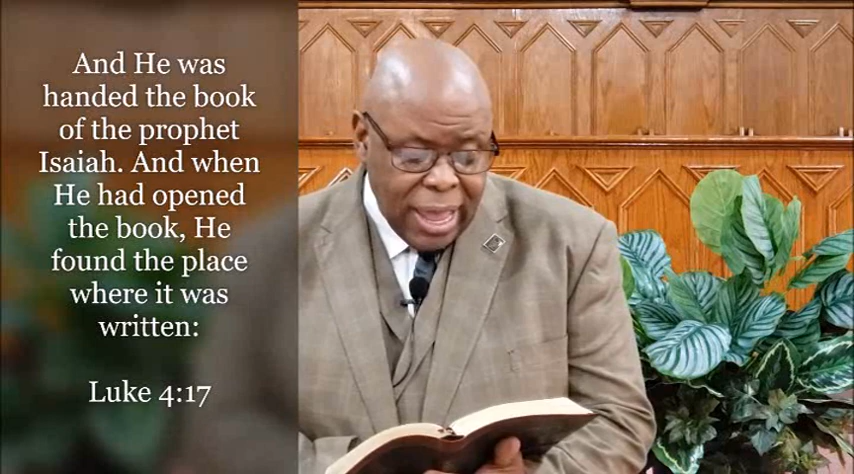 And He was
handed the book
of the prophet
Isaiah. And when
He had opened
the book, He
found the place
where it was
written:
Luke 4:17